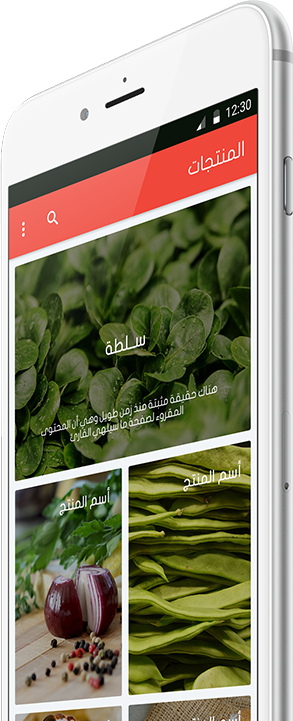 12:30
المنتجات
سلطة
هناك حقيقة مثبتة منذ زمن طويل وهي أن المحتوى
المقروء لصفحة ما سيلهي القارئ
أسم المنتج
أسم المنتج